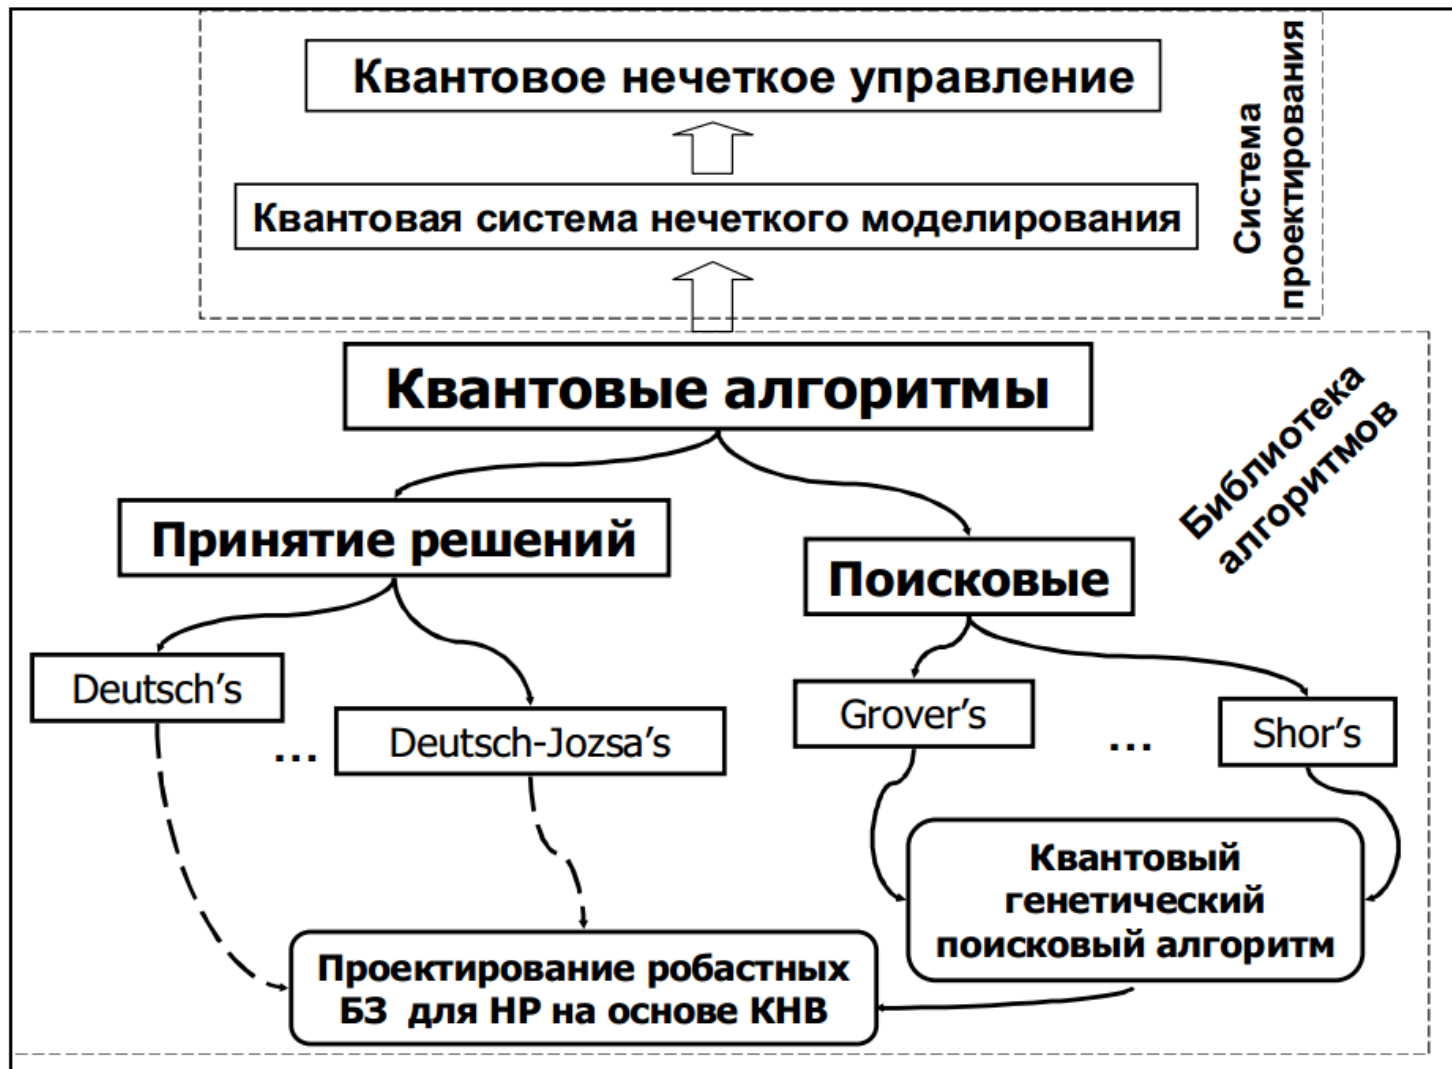 Квантовое нечеткое управление
Квантовая система нечеткого моделирования
Система
проектирования
Квантовые алгоритмы
Библиотека
алгоритмов
Принятие решений
Поисковые
Deutsch's
...
Deutsch-Jozsa's
Grover's
...
Shor's
Квантовый
генетический
поисковый алгоритм
Проектирование робастных
БЗ для НР на основе КНВ